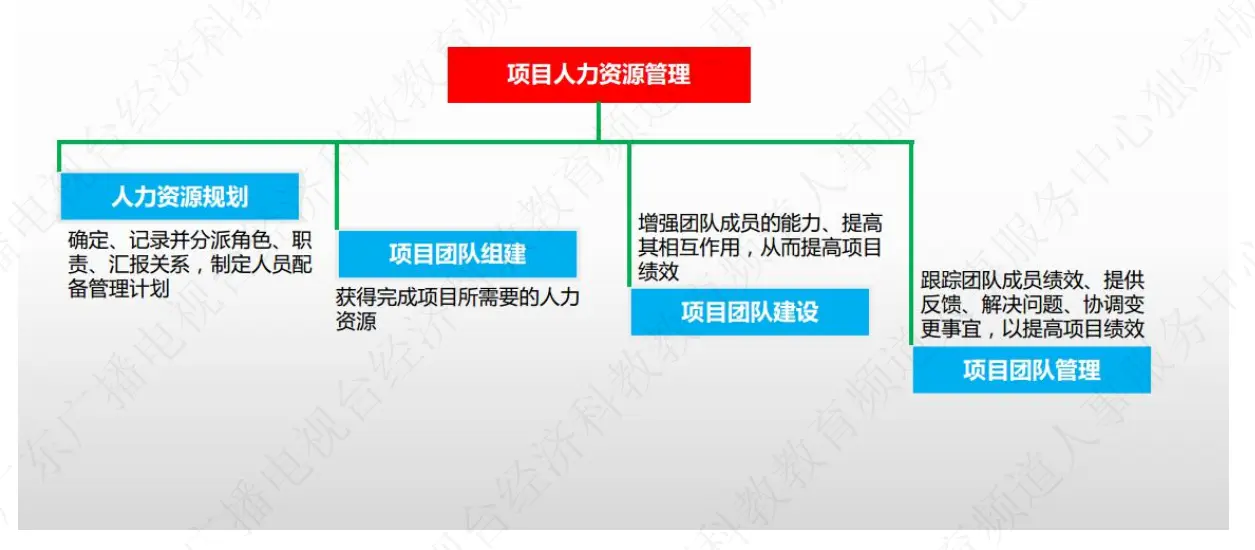 项目人力资源管理
人力资源规划
确定、记录并分派角色、职
责、汇报关系，制定人员配
备管理计划
项目团队组建
获得完成项目所需要的人力
资源
增强团队成员的能力、提高
其相互作用，从而提高项目
绩效
项目团队建设
跟踪团队成员绩效、提供
反馈、解决问题、协调变
更事宜，以提高项目绩效
项目团队管理
广东广播电视台经济科教教育频道人事服务中心独家版